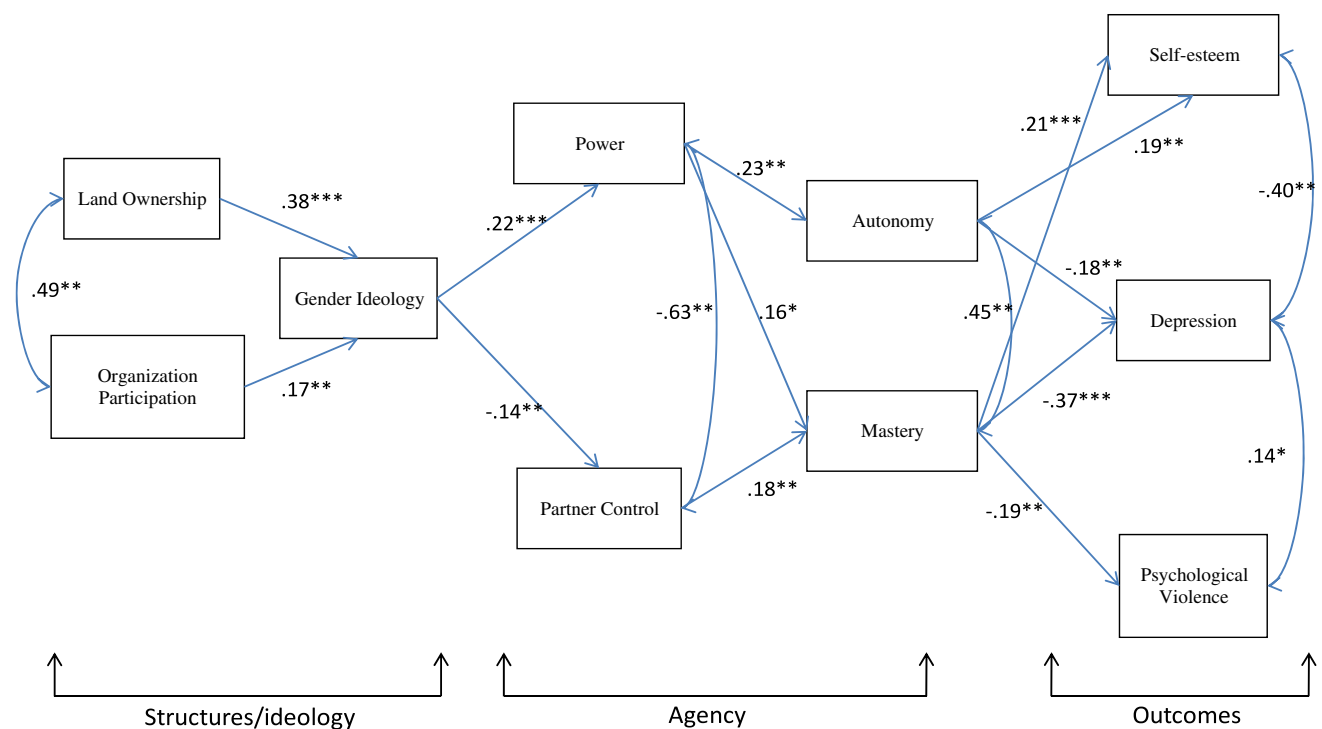 Self-esteem
.21***
.19**
Power
.23**
-.40**
Land Ownership
.38***
.22***
Autonomy
-.18**
Gender Ideology
.49**
-.63**
.16*
.45**
Depression
Organization
Participation
.17**
-.14**
-.37***
Mastery
.14*
.18**
Partner Control
-.19**
Psychological
Violence
Structures/ideology
Agency
Outcomes